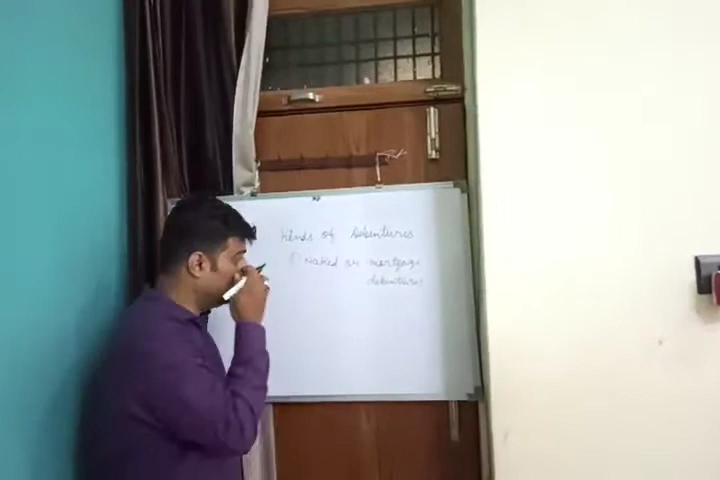 Kinds of Debentures
① Naked or mortgage
debentures